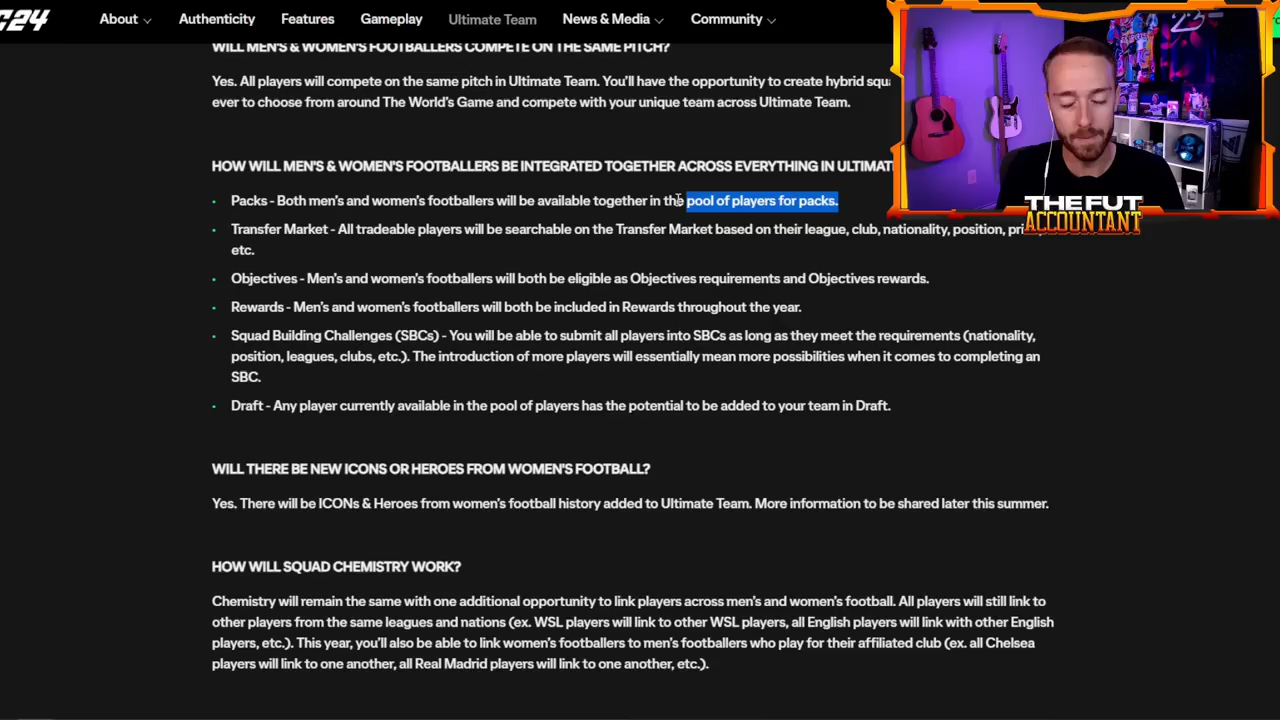 C24
About
Authenticity
Features
Gameplay
Ultimate Team
News & Media
Community
WILL MEN'S & WOMEN'S FOOTBALLERS COMPETE ON THE SAME PITCH?
Yes. All players will compete on the same pitch in Ultimate Team. You'll have the opportunity to create hybrid
ever to choose from around The World's Game and compete with your unique team across Ultimate Team.
HOW WILL MEN'S & WOMEN'S FOOTBALLERS BE INTEGRATED TOGETHER ACROSS EVERYTHING IN
• Packs - Both men's and women's footballers will be available together in the pool of players for packs.
• Transfer Market - All tradeable players will be searchable on the Transfer Market based on their league, club, nationality, position,
etc.
• Objectives - Men's and women's footballers will both be eligible as Objectives requirements and Objectives rewards.
• Rewards - Men's and women's footballers will both be included in Rewards throughout the year.
• Squad Building Challenges (SBCs) - You will be able to submit all players into SBCs as long as they meet the requirements (nationality,
position, leagues, clubs, etc.). The introduction of more players will essentially mean more possibilities when it comes to completing an
SBC.
• Draft - Any player currently available in the pool of players has the potential to be added to your team in Draft.
WILL THERE BE NEW ICONS OR HEROES FROM WOMEN'S FOOTBALL?
Yes. There will be ICONs & Heroes from women's football history added to Ultimate Team. More information to be shared later this summer.
HOW WILL SQUAD CHEMISTRY WORK?
Chemistry will remain the same with one additional opportunity to link players across men's and women's football. All players will still link to
other players from the same leagues and nations (ex. WSL players will link to other WSL players, all English players will link with other English
players, etc.). This year, you'll also be able to link women's footballers to men's footballers who play for their affiliated club (ex. all Chelsea
players will link to one another, all Real Madrid players will link to one another, etc.).
THE FUT
ACCOUNTANT